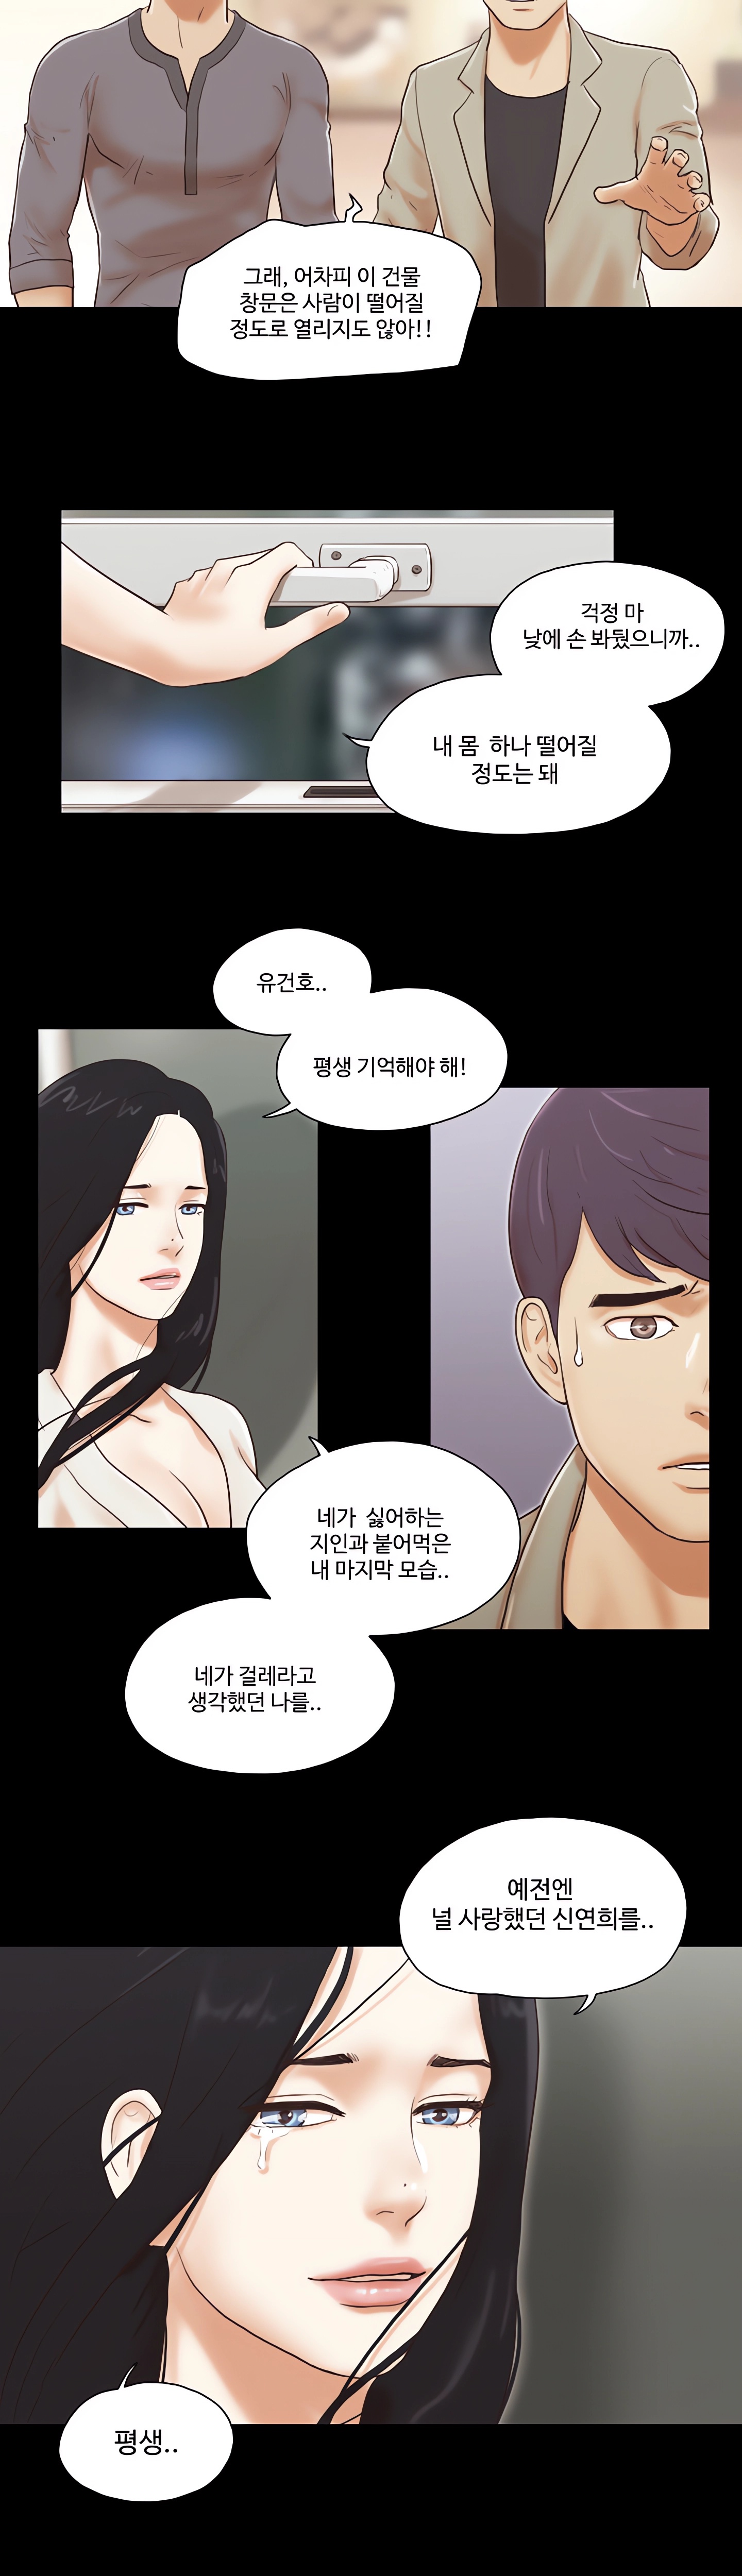 그래, 어차피 이 건물
창문은 사람이 떨어질
정도로 열리지도 않아!!
걱정 마
낮에 손 봐뒀으니까..
내 몸 하나 떨어질
정도는 돼
유건호..
평생 기억해야 해!
네가 싫어하는
지인과 붙어먹은
내 마지막 모습..
네가 걸레라고
생각했던 나를..
예전엔
널 사랑했던 신연희를..
평생..